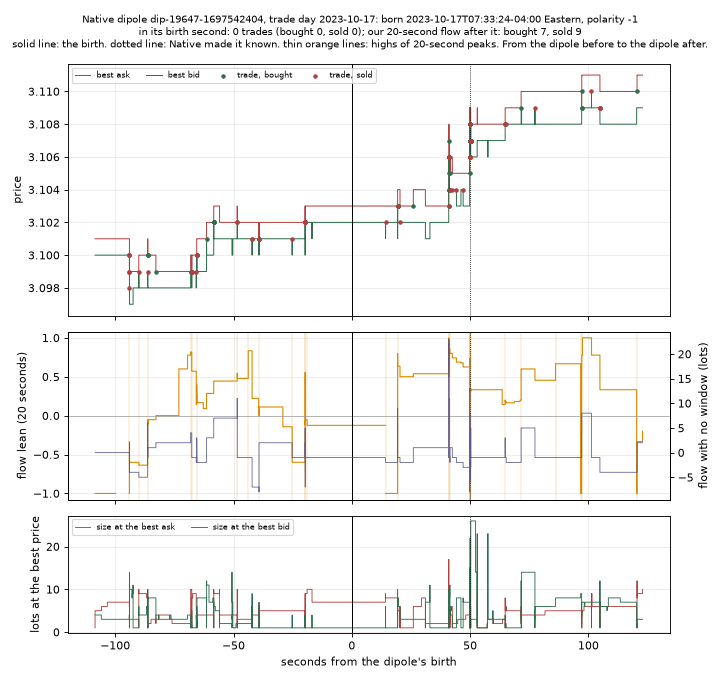 Native dipole dip-19647-1697542404, trade day 2023-10-17: born 2023-10-17T07:33:24-04:00 Eastern, polarity -1
in its birth second: 0 trades (bought 0, sold 0); our 20-second flow after it: bought 7, sold 9
solid line: the birth. dotted line: Native made it known. thin orange lines: highs of 20-second peaks. From the dipole before to the dipole after.
best ask
best bid
trade, bought
trade, sold
3.110
3.108
3.106
3.104
3.102
3.100
3.098
price
1.0
0.5
0.0
−0.5
−1.0
flow lean (20 seconds)
20
15
10
5
0
−5
flow with no window (lots)
size at the best ask
size at the best bid
20
10
0
lots at the best price
−100
−50
0
50
100
seconds from the dipole's birth